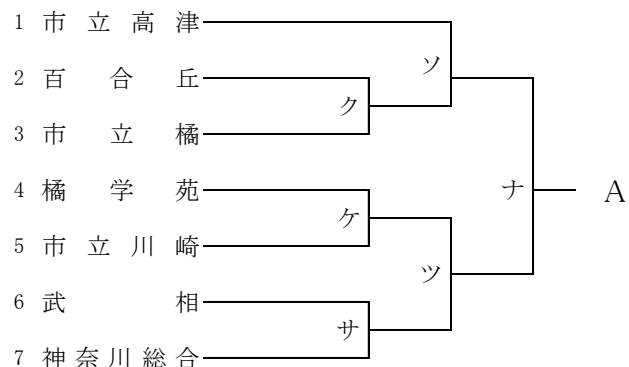 1 市立高津
ソ
2 百合丘
ク
3 市立橘
4 橘学苑
ナ A
ケ
5 市立川崎
ツ
6 武相
サ
7 神奈川総合